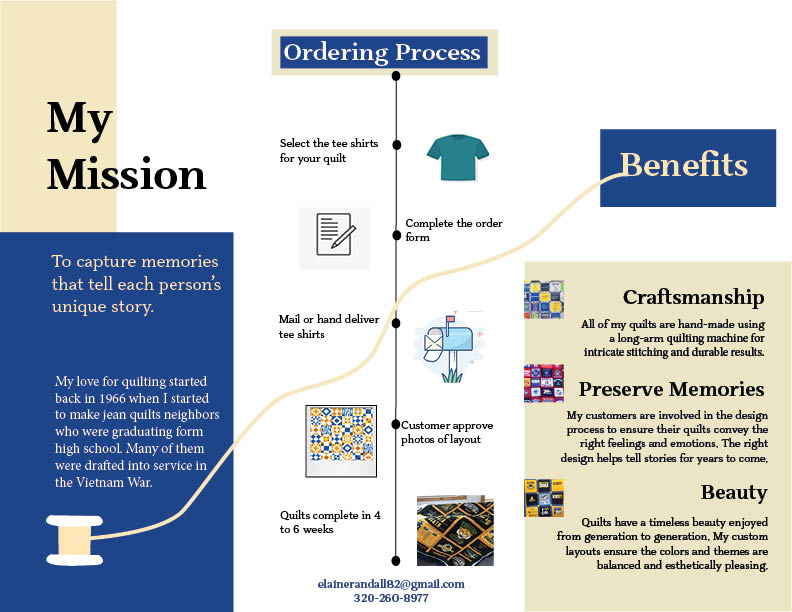 My
Mission
To capture memories
that tell each person's
unique story.
My love for quilting started
back in 1966 when I started
to make jean quilts neighbors
who were graduating form
high school. Many of them
were drafted into service in
the Vietnam War.
Ordering Process
Select the tee shirts
for your quilt
Complete the order
form
Mail or hand deliver
tee shirts
Customer approve
photos of layout
Quilts complete in 4
to 6 weeks
elainerandall82@gmail.com
320-260-8977
Benefits
Craftsmanship
All of my quilts are hand-made using
a long-arm quilting machine for
intricate stitching and durable results.
Preserve Memories
My customers are involved in the design
process to ensure their quilts convey the
right feelings and emotions. The right
design helps tell stories for years to come.
Beauty
Quilts have a timeless beauty enjoyed
from generation to generation. My custom
layouts ensure the colors and themes are
balanced and esthetically pleasing.